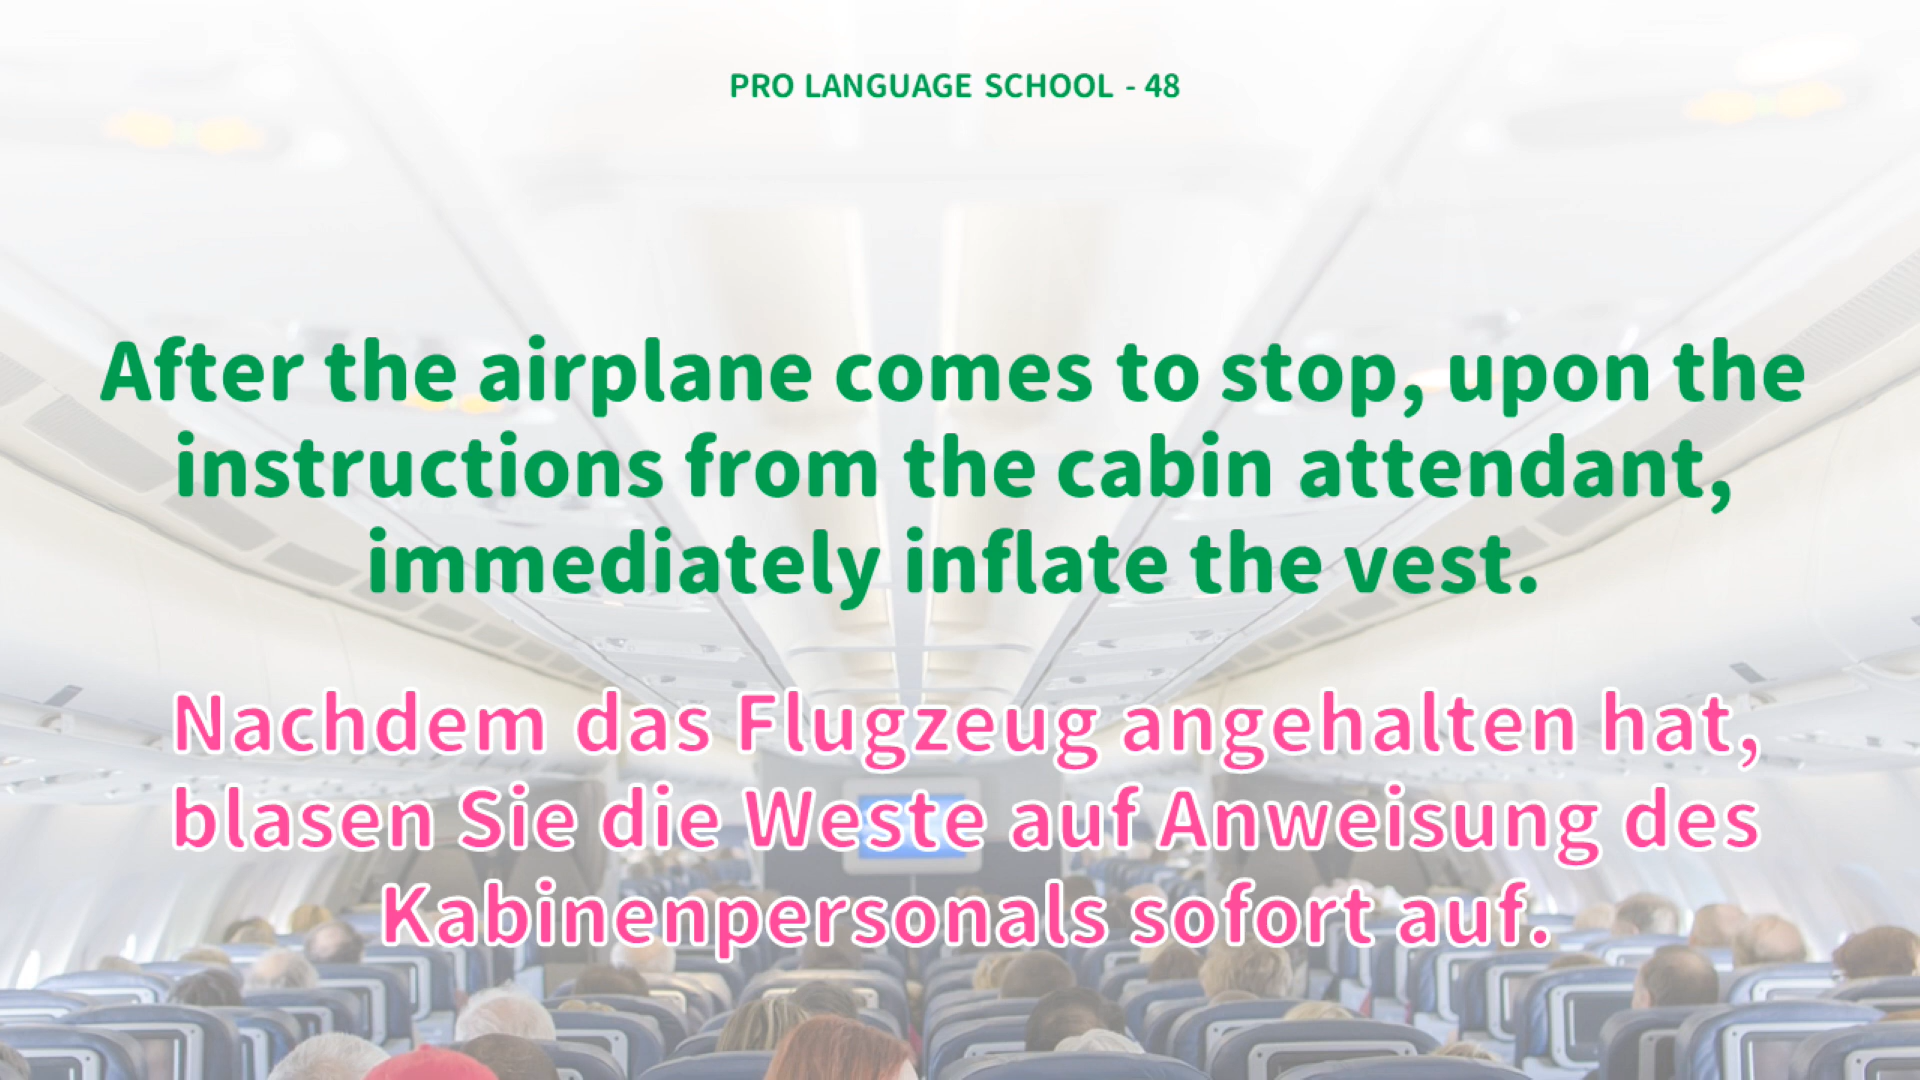 PRO LANGUAGE SCHOOL - 48
After the airplane comes to stop, upon the
instructions from the cabin attendant,
immediately inflate the vest.
Nachdem das Flugzeug angehalten hat,
blasen Sie die Weste auf Anweisung des
Kabinenpersonals sofort auf.